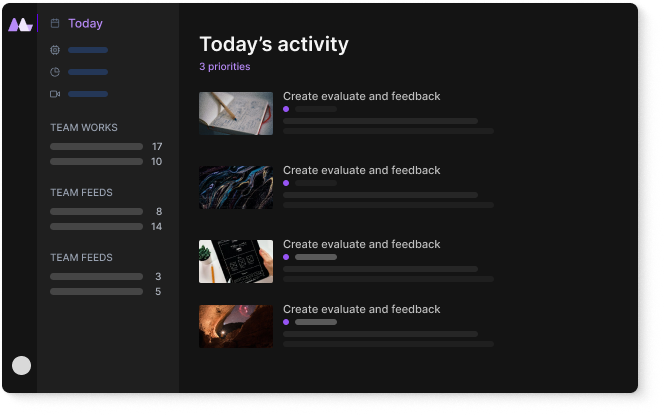 Today
TEAM WORKS
17
10
TEAM FEEDS
8
14
TEAM FEEDS
3
5
Today’s activity
3 priorities
Create evaluate and feedback
Create evaluate and feedback
Create evaluate and feedback
Create evaluate and feedback